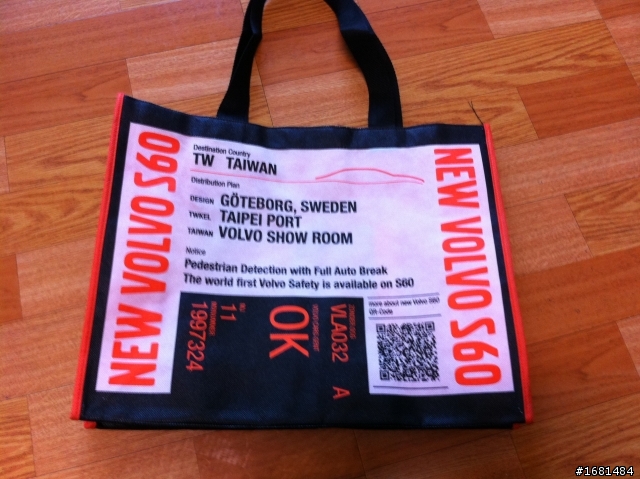 NEW VOLVO S60
Destination Country
TW TAIWAN
Distribution Plan
DESIGN GÖTEBORG, SWEDEN
TWKEL TAIPEI PORT
TAIWAN VOLVO SHOW ROOM
Notice
Pedestrian Detection with Full Auto Break
The world first Volvo Safety is available on S60
NEW VOLVO S60
11
1997324
OK
VLA032 A
more about new Volvo S60
QR Code
#1681484